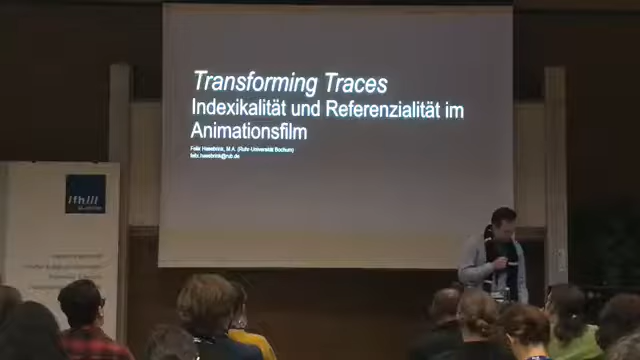 Transforming Traces
Indexikalität und Referenzialität im
Animationsfilm
Felix Hasebrink, M.A. (Ruhr-Universität Bochum)
felix.hasebrink@rub.de